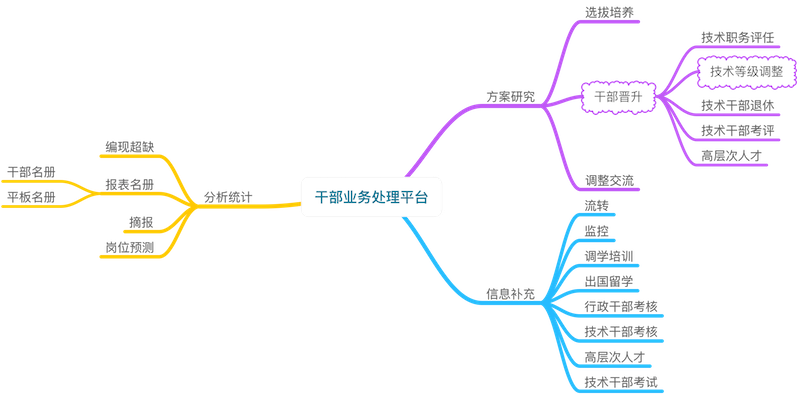 干部业务处理平台
方案研究
选拔培养
干部晋升
技术职务评任
技术等级调整
技术干部退休
技术干部考评
高层次人才
调整交流
信息补充
流转
监控
调学培训
出国留学
行政干部考核
技术干部考核
高层次人才
技术干部考试
分析统计
编现超缺
报表名册
干部名册
平板名册
摘报
岗位预测